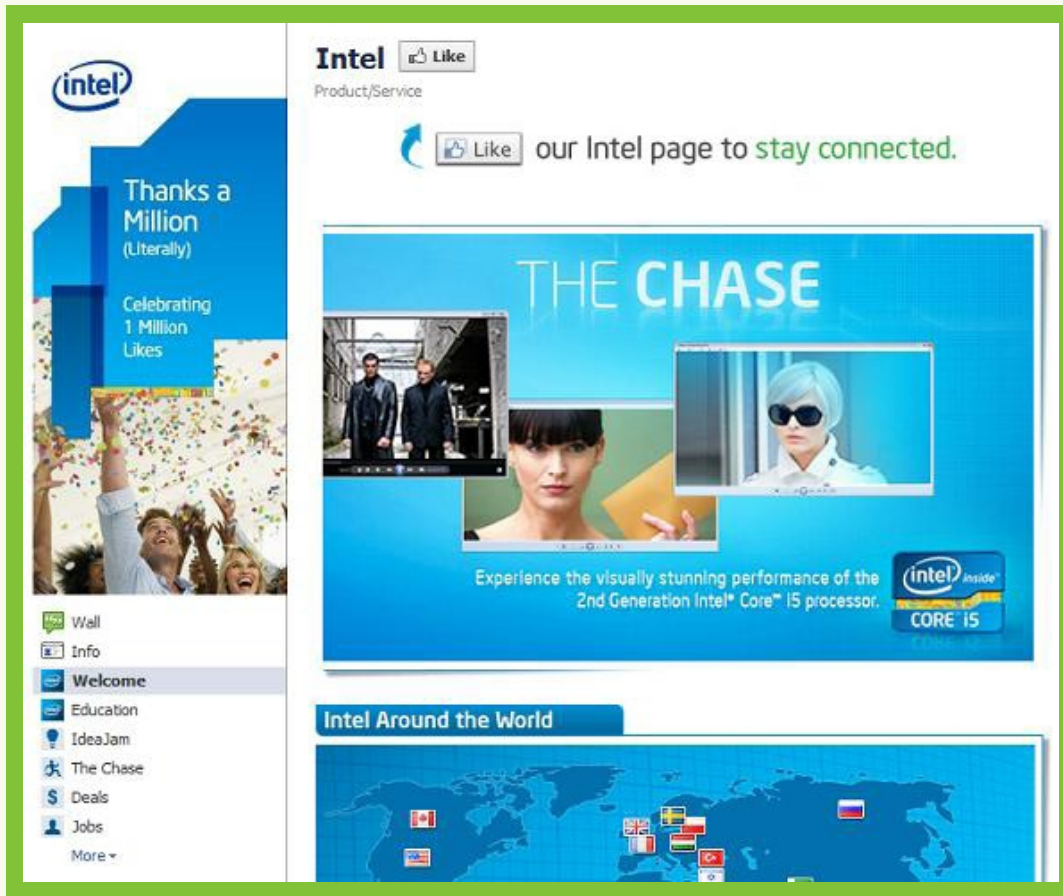 intel
Thanks a
Million
(Literally)
Celebrating
1 Million
Likes
Wall
Info
Welcome
Education
IdeaJam
The Chase
$ Deals
Jobs
More
Intel Like
Product/Service
Like our Intel page to stay connected.
THE CHASE
Experience the visually stunning performance of the
2nd Generation Intel® Core™ i5 processor.
intel inside™
CORE™ i5
Intel Around the World